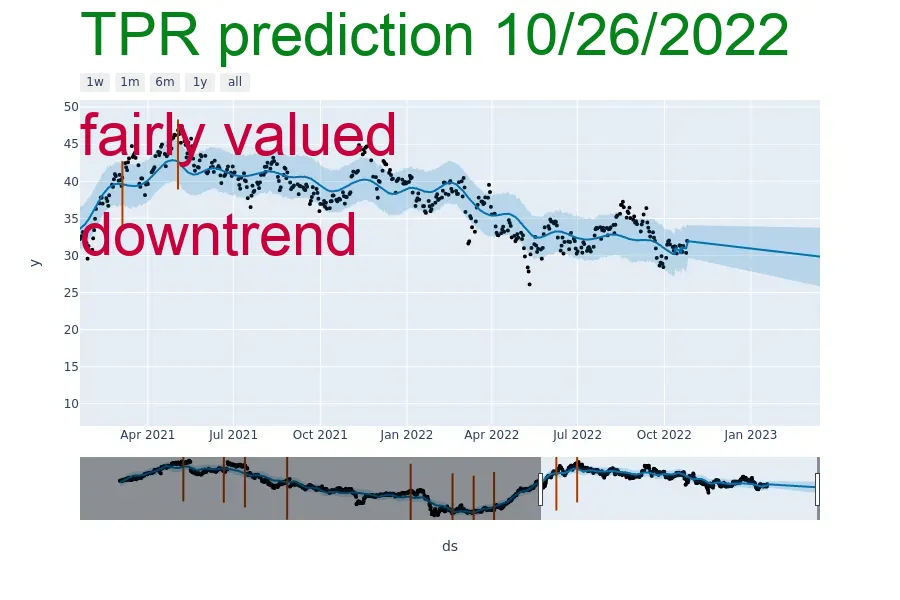 TPR prediction 10/26/2022
1w 1m 6m 1y all
50
fairly valued
45
40
35
downtrend
30
y
25
20
15
10
Apr 2021 Jul 2021 Oct 2021 Jan 2022 Apr 2022 Jul 2022 Oct 2022 Jan 2023
ds